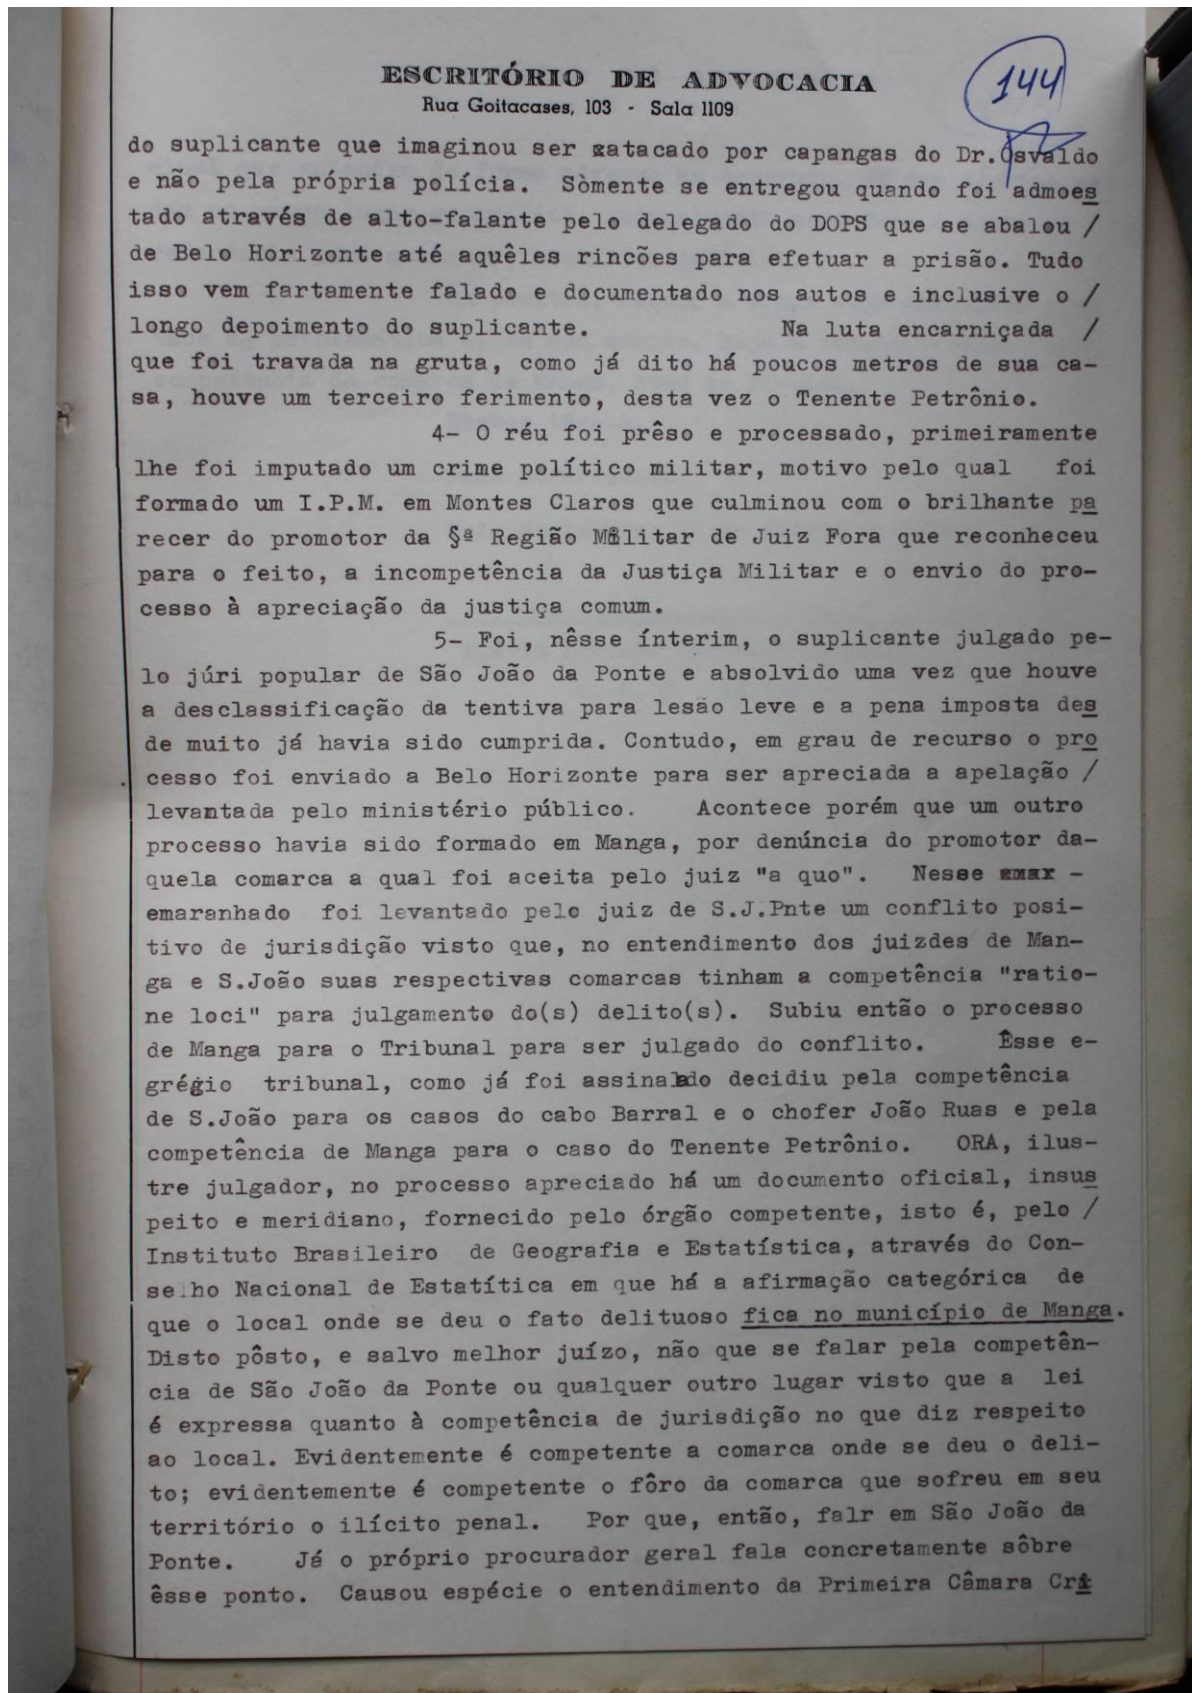 ESCRITÓRIO DE ADVOCACIA
Rua Goitacases, 103 - Sala 1109
144
do suplicante que imaginou ser xatacado por capangas do Dr. Osvaldo
e não pela própria polícia. Sòmente se entregou quando foi admoes
tado através de alto-falante pelo delegado do DOPS que se abalou /
de Belo Horizonte até aquêles rincões para efetuar a prisão. Tudo
isso vem fartamente falado e documentado nos autos e inclusive o /
longo depoimento do suplicante. Na luta encarniçada /
que foi travada na gruta, como já dito há poucos metros de sua ca-
sa, houve um terceiro ferimento, desta vez o Tenente Petrônio.
4- O réu foi prêso e processado, primeiramente
lhe foi imputado um crime político militar, motivo pelo qual foi
formado um I.P.M. em Montes Claros que culminou com o brilhante pa
recer do promotor da §ª Região Militar de Juiz Fora que reconheceu
para o feito, a incompetência da Justiça Militar e o envio do pro-
cesso à apreciação da justiça comum.
5- Foi, nêsse ínterim, o suplicante julgado pe-
lo júri popular de São João da Ponte e absolvido uma vez que houve
a desclassificação da tentiva para lesão leve e a pena imposta des
de muito já havia sido cumprida. Contudo, em grau de recurso o pro
cesso foi enviado a Belo Horizonte para ser apreciada a apelação /
levantada pelo ministério público. Acontece porém que um outro
processo havia sido formado em Manga, por denúncia do promotor da-
quela comarca a qual foi aceita pelo juiz "a quo". Nesse emar -
emaranhado foi levantado pelo juiz de S.J.Pnte um conflito posi-
tivo de jurisdição visto que, no entendimento dos juizdes de Man-
ga e S.João suas respectivas comarcas tinham a competência "ratio-
ne loci" para julgamento do(s) delito(s). Subiu então o processo
de Manga para o Tribunal para ser julgado do conflito. Êsse e-
grégio tribunal, como já foi assinalado decidiu pela competência
de S.João para os casos do cabo Barral e o chofer João Ruas e pela
competência de Manga para o caso do Tenente Petrônio. ORA, ilus-
tre julgador, no processo apreciado há um documento oficial, insus
peito e meridiano, fornecido pelo órgão competente, isto é, pelo /
Instituto Brasileiro de Geografia e Estatística, através do Con-
selho Nacional de Estatítica em que há a afirmação categórica de
que o local onde se deu o fato delituoso fica no município de Manga.
Disto pôsto, e salvo melhor juízo, não que se falar pela competên-
cia de São João da Ponte ou qualquer outro lugar visto que a lei
é expressa quanto à competência de jurisdição no que diz respeito
ao local. Evidentemente é competente a comarca onde se deu o deli-
to; evidentemente é competente o fôro da comarca que sofreu em seu
território o ilícito penal. Por que, então, falr em São João da
Ponte. Já o próprio procurador geral fala concretamente sôbre
êsse ponto. Causou espécie o entendimento da Primeira Câmara Cri